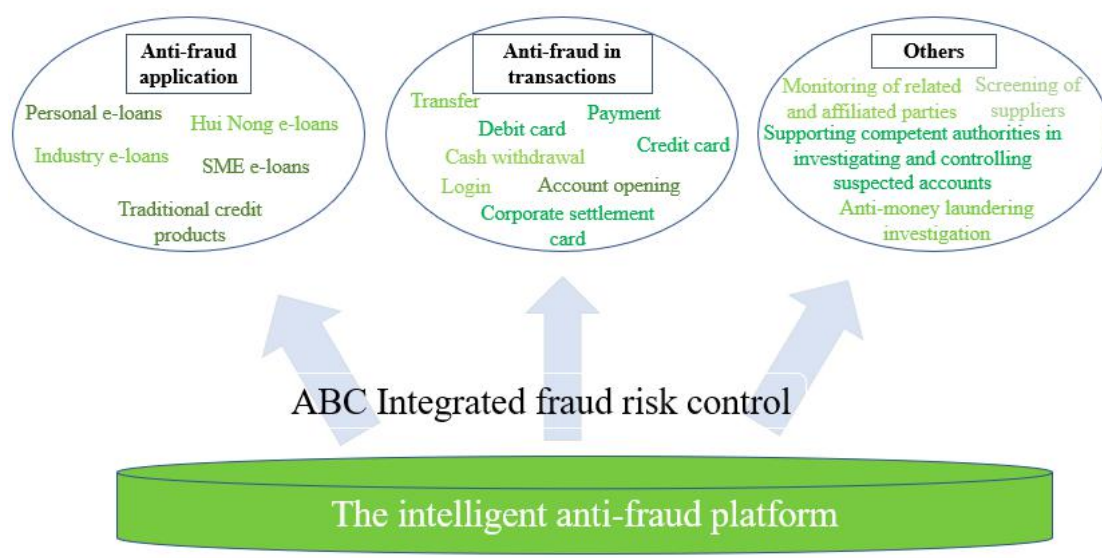 Anti-fraud
application
Personal e-loans
Hui Nong e-loans
Industry e-loans
SME e-loans
Traditional credit
products
Anti-fraud in
transactions
Transfer
Payment
Debit card
Credit card
Cash withdrawal
Login
Account opening
Corporate settlement
card
Others
Monitoring of related
and affiliated parties
Screening of
suppliers
Supporting competent authorities in
investigating and controlling
suspected accounts
Anti-money laundering
investigation
ABC Integrated fraud risk control
The intelligent anti-fraud platform